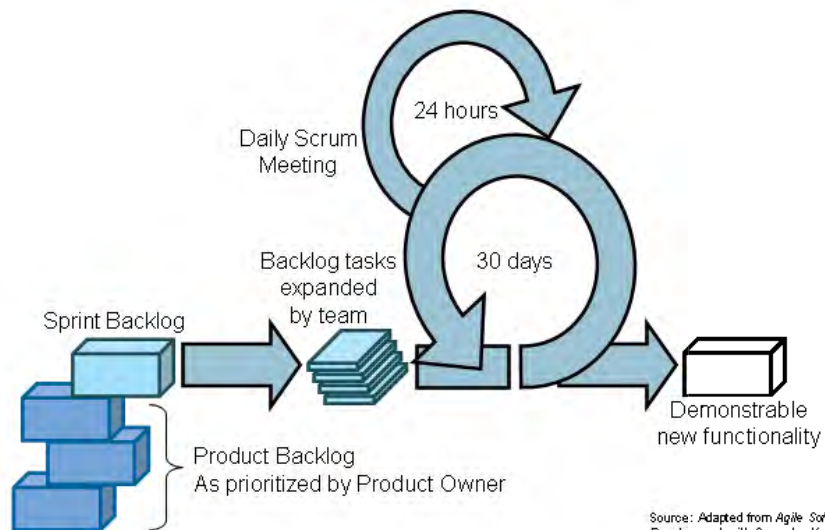 24 hours
Daily Scrum
Meeting
Backlog tasks
expanded
by team
30 days
Sprint Backlog
Demonstrable
new functionality
Product Backlog
As prioritized by Product Owner
Source: Adapted from Agile